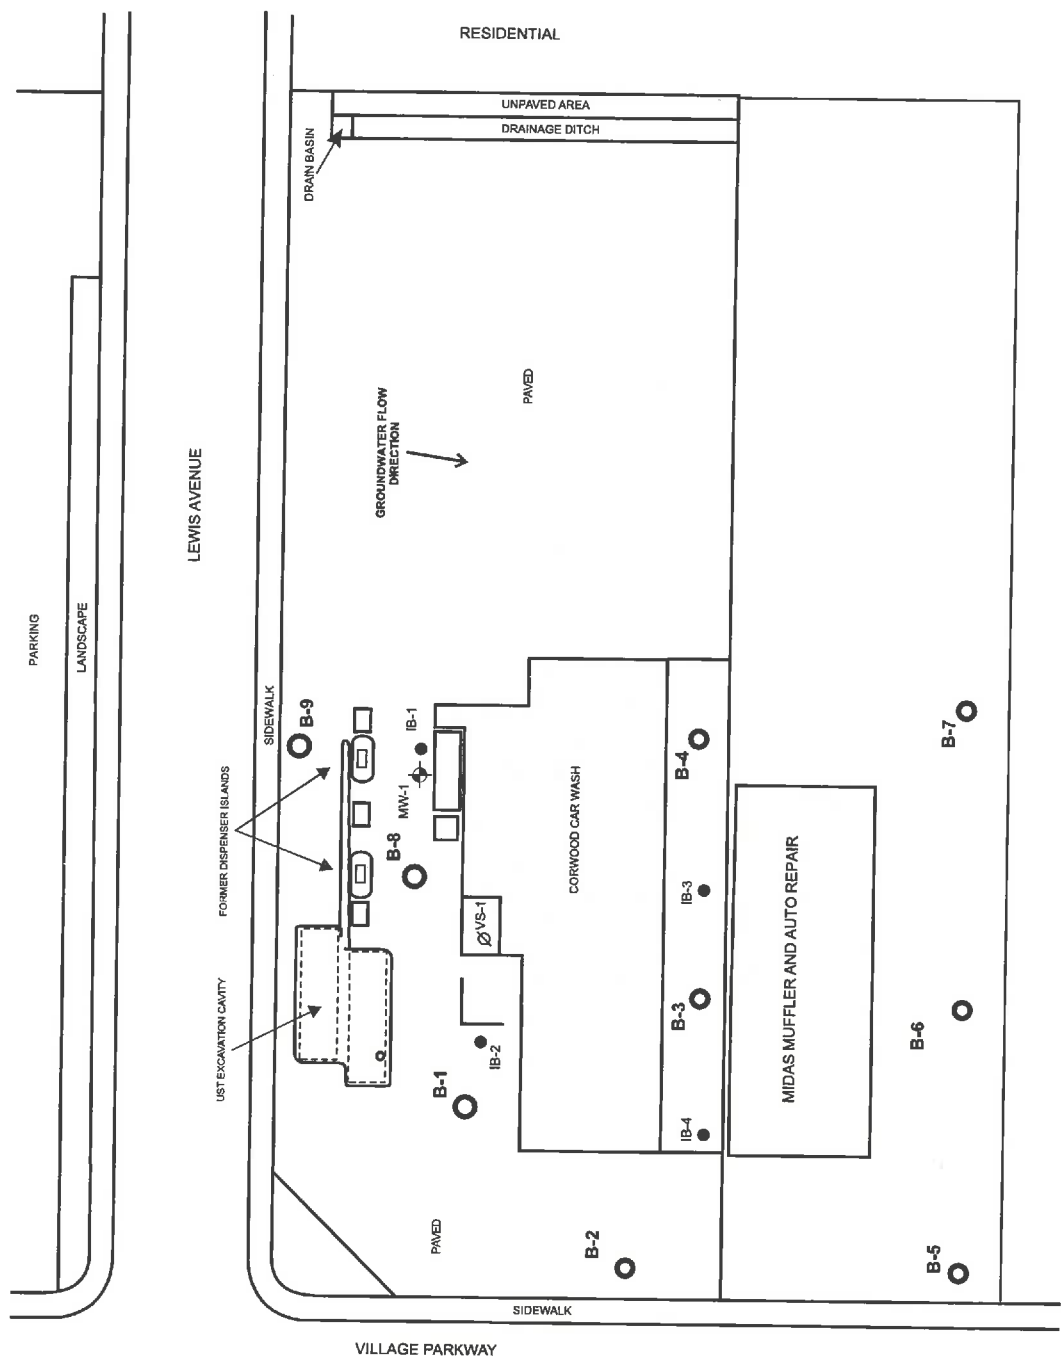 RESIDENTIAL
UNPAVED AREA
DRAINAGE DITCH
DRAIN BASIN
PAVED
GROUNDWATER FLOW
DIRECTION
LEWIS AVENUE
PARKING
LANDSCAPE
SIDEWALK
B-9
IB-1
MW-1
FORMER DISPENSER ISLANDS
B-8
VS-1
CORWOOD CAR WASH
B-4
B-7
IB-3
MIDAS MUFFLER AND AUTO REPAIR
UST EXCAVATION CAVITY
B-3
B-6
IB-2
B-1
IB-4
PAVED
B-2
B-5
SIDEWALK
VILLAGE PARKWAY